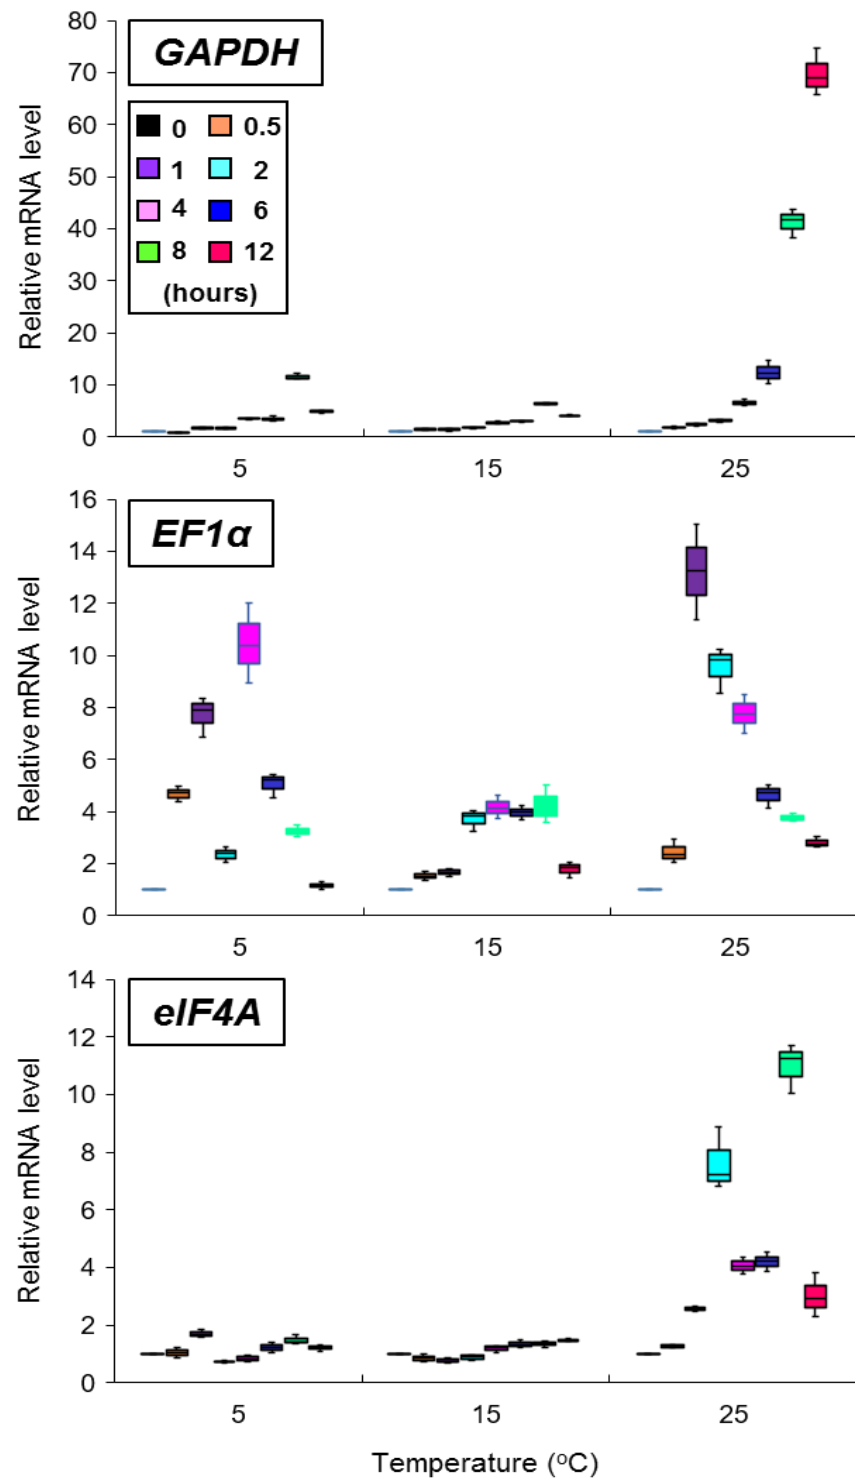 GAPDH
0 0.5
1 2
4 6
8 12
(hours)
Relative mRNA level
80
70
60
50
40
30
20
10
0
5 15 25
EF1α
Relative mRNA level
16
14
12
10
8
6
4
2
0
5 15 25
eIF4A
Relative mRNA level
14
12
10
8
6
4
2
0
5 15 25
Temperature (oC)